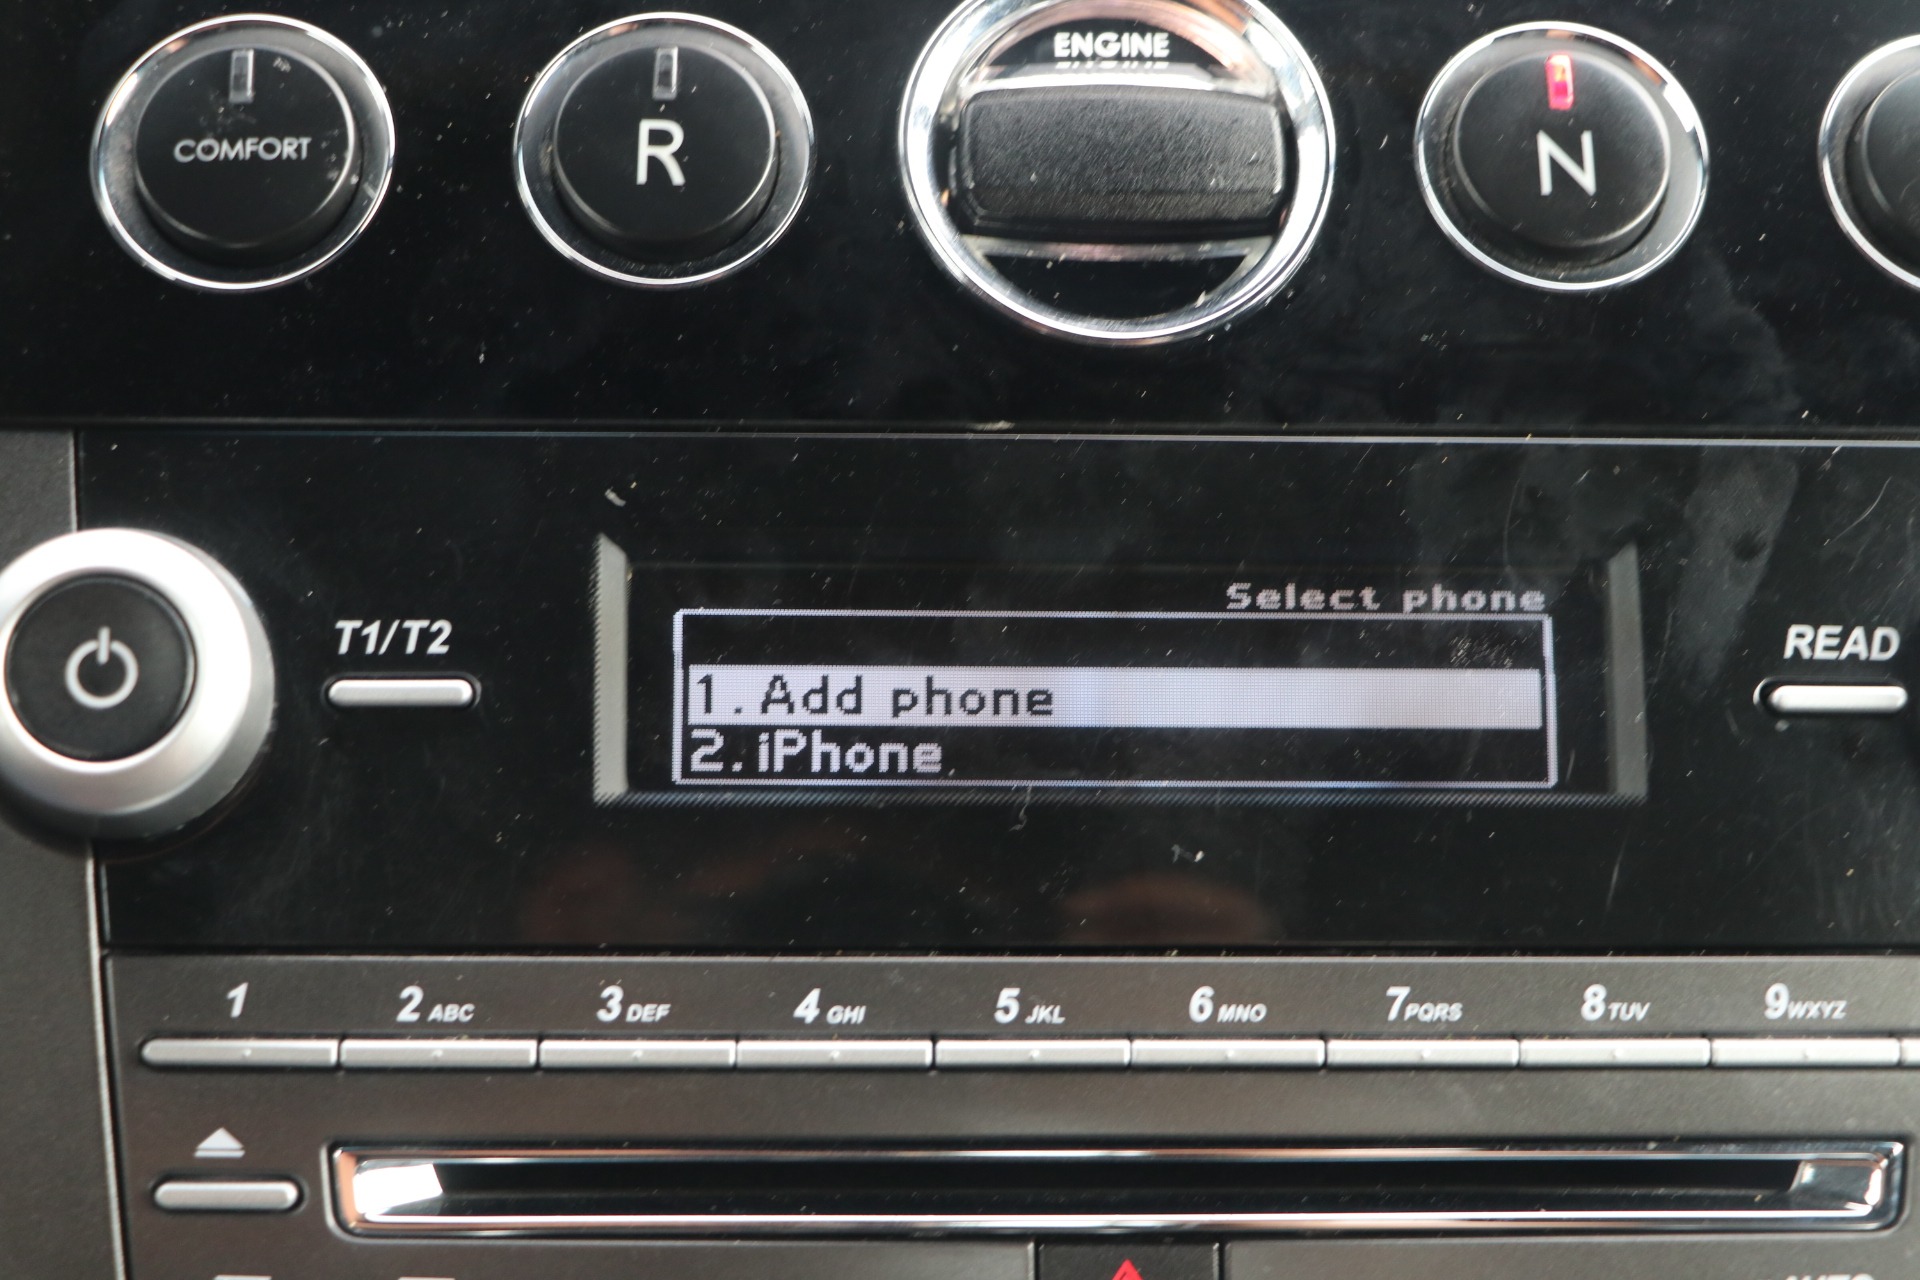 ENGINE
COMFORT
R
N
Select phone
T1/T2
READ
1. Add phone
2. iPhone
1
2 ABC
3 DEF
4 GHI
5 JKL
6 MNO
7 PQRS
8 TUV
9 WXYZ